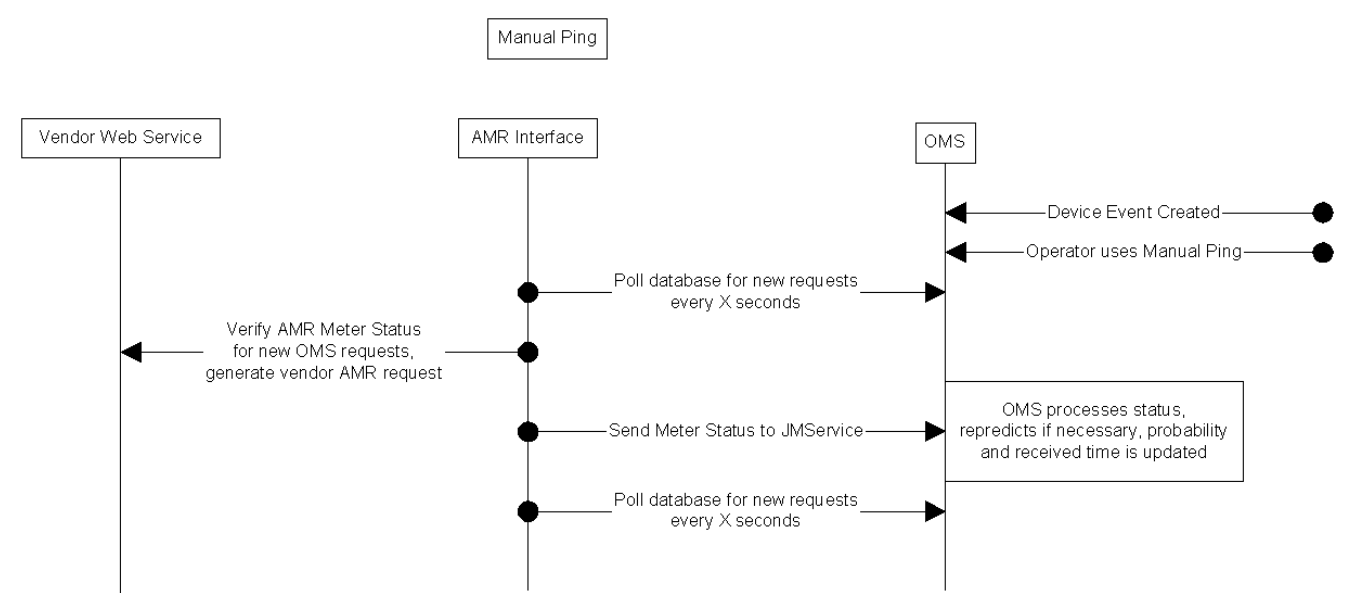 Manual Ping
Vendor Web Service
AMR Interface
OMS
Device Event Created
Operator uses Manual Ping
Poll database for new requests
every X seconds
Verify AMR Meter Status
for new OMS requests,
generate vendor AMR request
OMS processes status,
repredicts if necessary, probability
and received time is updated
Send Meter Status to JMService
Poll database for new requests
every X seconds